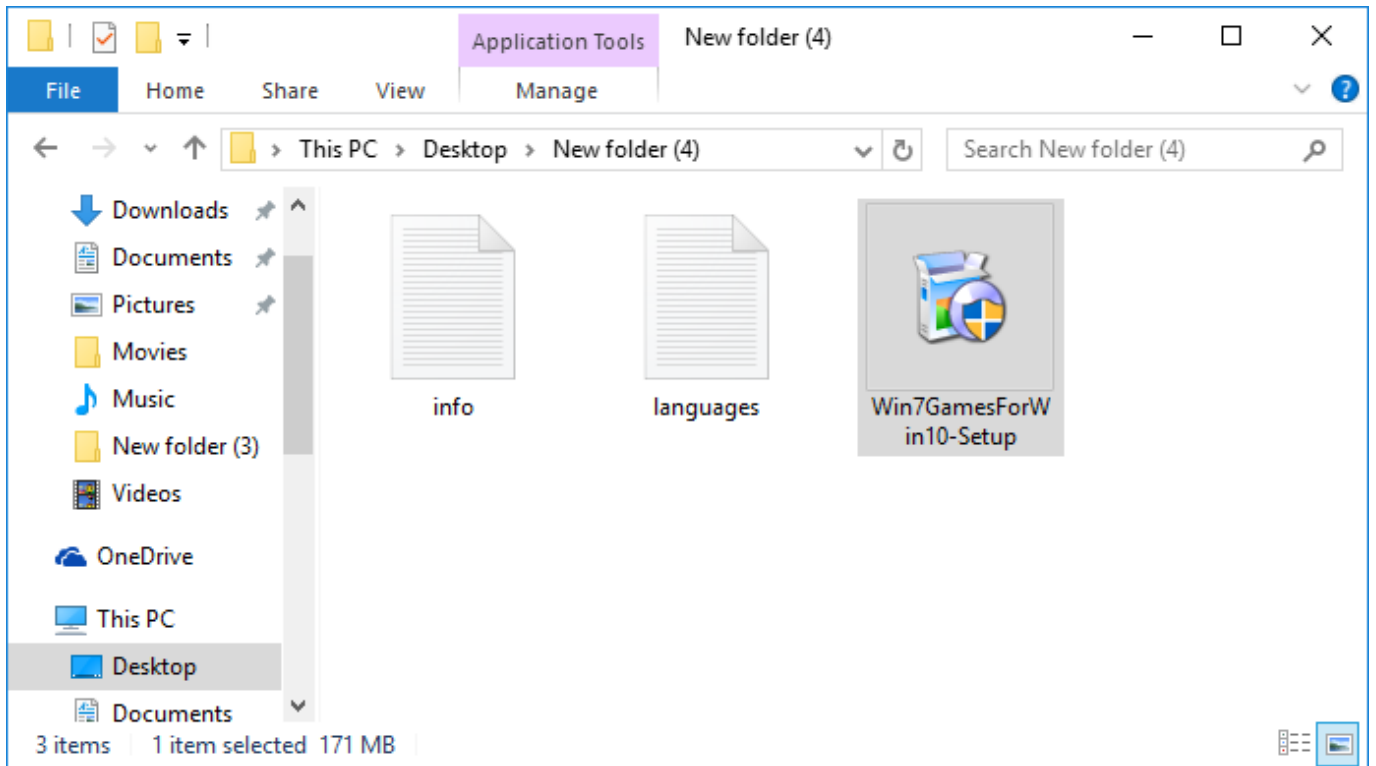 Application Tools
New folder (4)
File
Home
Share
View
Manage
This PC
Desktop
New folder (4)
Search New folder (4)
Downloads
Documents
Pictures
Movies
Music
New folder (3)
Videos
OneDrive
This PC
Desktop
Documents
info
languages
Win7GamesForW
in10-Setup
3 items
1 item selected 171 MB